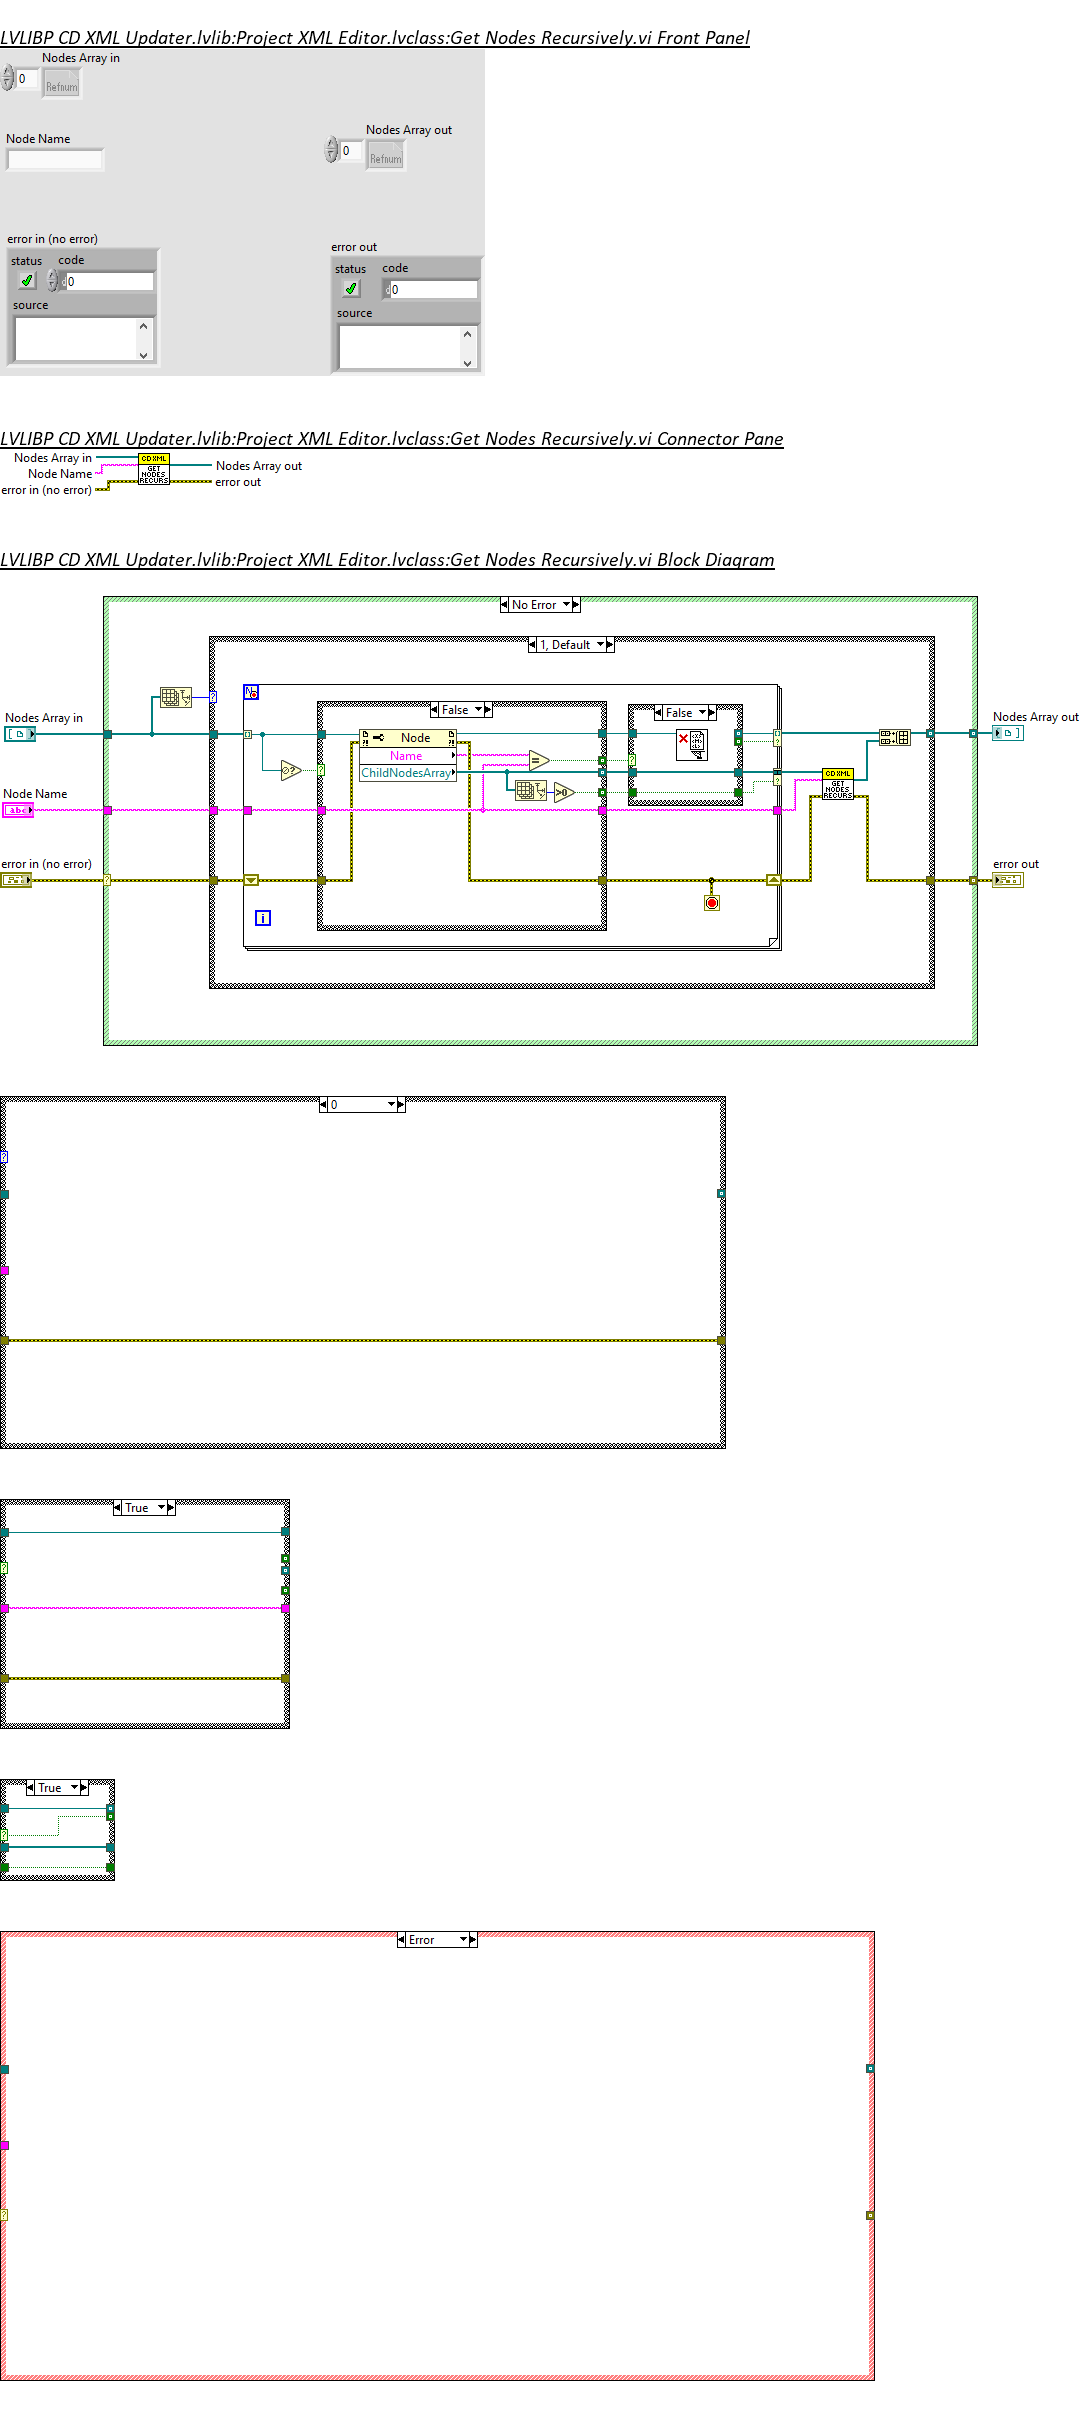 LVLIBP CD XML Updater.lvlib:Project XML Editor.lvclass:Get Nodes Recursively.vi Front Panel
Nodes Array in
0
Refnum
Nodes Array out
Node Name
0
Refnum
error in (no error)
error out
status
code
status
code
d0
d0
source
source
LVLIBP CD XML Updater.lvlib:Project XML Editor.lvclass:Get Nodes Recursively.vi Connector Pane
Nodes Array in
CD XML
Nodes Array out
Node Name
GET
NODES
RECURS
error in (no error)
error out
LVLIBP CD XML Updater.lvlib:Project XML Editor.lvclass:Get Nodes Recursively.vi Block Diagram
No Error
1, Default
N
False
False
Nodes Array in
Nodes Array out
Node
Name
ChildNodesArray
=
>0
CD XML
GET
NODES
RECURS
Node Name
abc
error in (no error)
error out
i
0
True
True
Error